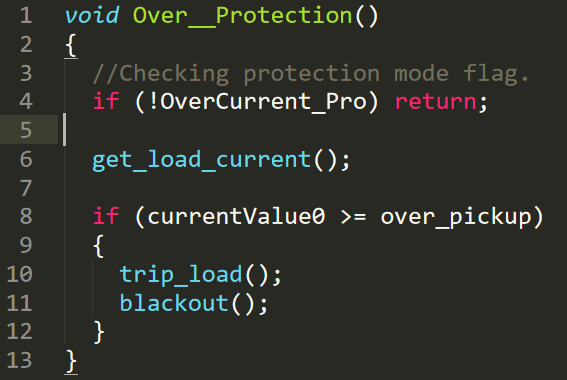 1 void Over__Protection()
2 {
3 //Checking protection mode flag.
4 if (!OverCurrent_Pro) return;
5
6 get_load_current();
7
8 if (currentValue0 >= over_pickup)
9 {
10 trip_load();
11 blackout();
12 }
13 }